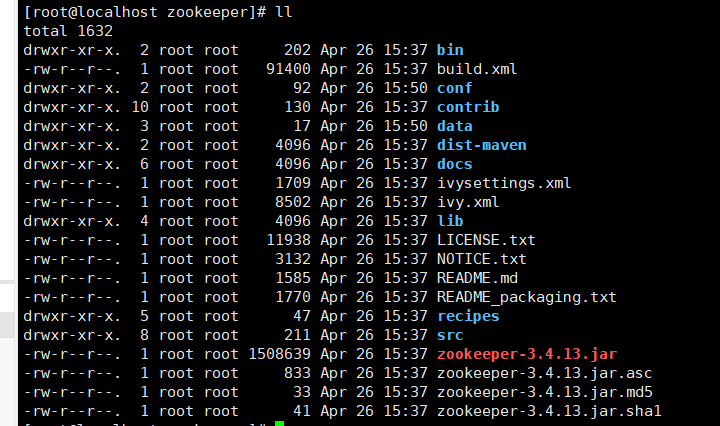 [root@localhost zookeeper]# ll
total 1632
drwxr-xr-x.  2 root root     202 Apr 26 15:37 bin
-rw-r--r--.  1 root root   91400 Apr 26 15:37 build.xml
drwxr-xr-x.  2 root root      92 Apr 26 15:50 conf
drwxr-xr-x. 10 root root     130 Apr 26 15:37 contrib
drwxr-xr-x.  3 root root      17 Apr 26 15:50 data
drwxr-xr-x.  2 root root    4096 Apr 26 15:37 dist-maven
drwxr-xr-x.  6 root root    4096 Apr 26 15:37 docs
-rw-r--r--.  1 root root    1709 Apr 26 15:37 ivysettings.xml
-rw-r--r--.  1 root root    8502 Apr 26 15:37 ivy.xml
drwxr-xr-x.  4 root root    4096 Apr 26 15:37 lib
-rw-r--r--.  1 root root   11938 Apr 26 15:37 LICENSE.txt
-rw-r--r--.  1 root root    3132 Apr 26 15:37 NOTICE.txt
-rw-r--r--.  1 root root    1585 Apr 26 15:37 README.md
-rw-r--r--.  1 root root    1770 Apr 26 15:37 README_packaging.txt
drwxr-xr-x.  5 root root      47 Apr 26 15:37 recipes
drwxr-xr-x.  8 root root     211 Apr 26 15:37 src
-rw-r--r--.  1 root root 1508639 Apr 26 15:37 zookeeper-3.4.13.jar
-rw-r--r--.  1 root root     833 Apr 26 15:37 zookeeper-3.4.13.jar.asc
-rw-r--r--.  1 root root      33 Apr 26 15:37 zookeeper-3.4.13.jar.md5
-rw-r--r--.  1 root root      41 Apr 26 15:37 zookeeper-3.4.13.jar.sha1